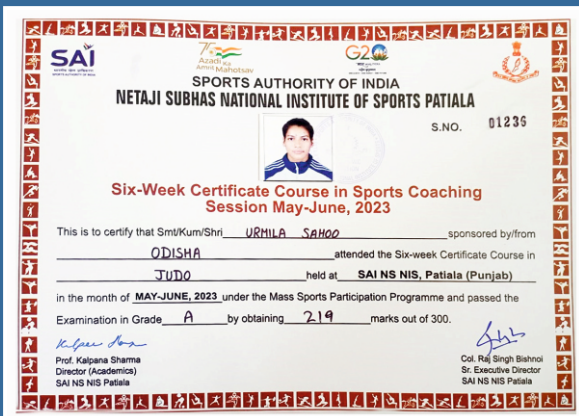 SAI
SPORTS AUTHORITY OF INDIA
75
Azadi Ka
Amrit Mahotsav
G20
SPORTS AUTHORITY OF INDIA
NETAJI SUBHAS NATIONAL INSTITUTE OF SPORTS PATIALA
S.NO. 01236
Six-Week Certificate Course in Sports Coaching
Session May-June, 2023
This is to certify that Smt/Kum/Shri URMILA SAHOO sponsored by/from
ODISHA attended the Six-week Certificate Course in
JUDO held at SAI NS NIS, Patiala (Punjab)
in the month of MAY-JUNE, 2023 under the Mass Sports Participation Programme and passed the
Examination in Grade A by obtaining 219 marks out of 300.
Prof. Kalpana Sharma
Director (Academics)
SAI NS NIS Patiala
Col. Raj Singh Bishnoi
Sr. Executive Director
SAI NS NIS Patiala